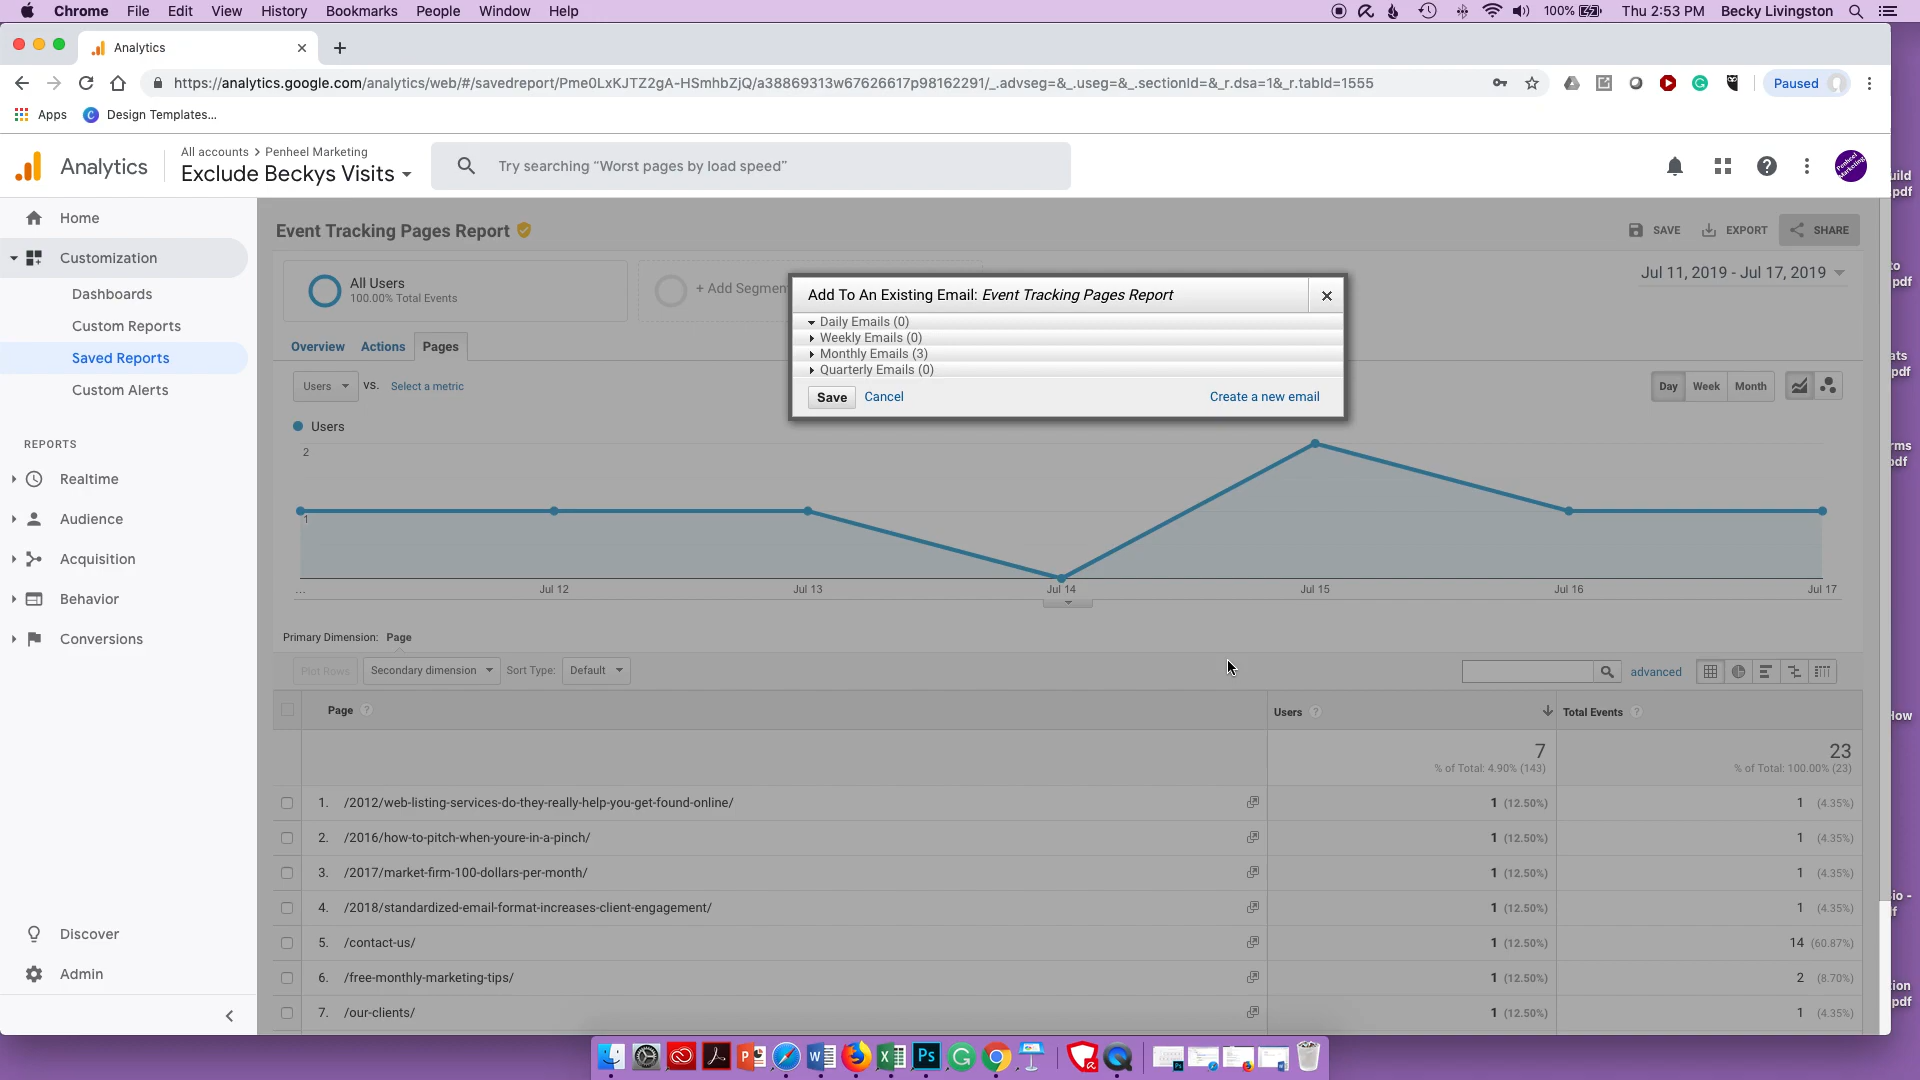 Chrome File Edit View History Bookmarks People Window Help 100% Thu 2:53 PM Becky Livingston
Analytics
https://analytics.google.com/analytics/web/#/savedreport/Pme0LxKJTZ2gA-HSmhbZjQ/a38869313w67626617p98162291/_.advseg=&_.useg=&_.sectionId=&_r.dsa=1&_r.tabId=1555 Paused
Apps Design Templates...
All accounts > Penheel Marketing
Analytics Exclude Beckys Visits Try searching “Worst pages by load speed”
Home
Customization
Dashboards
Custom Reports
Saved Reports
Custom Alerts
REPORTS
Realtime
Audience
Acquisition
Behavior
Conversions
Discover
Admin
Event Tracking Pages Report SAVE EXPORT SHARE
All Users
100.00% Total Events
+ Add Segmen
Jul 11, 2019 - Jul 17, 2019
Add To An Existing Email: Event Tracking Pages Report
Daily Emails (0)
Weekly Emails (0)
Monthly Emails (3)
Quarterly Emails (0)
Save Cancel Create a new email
Overview Actions Pages
Users VS. Select a metric Day Week Month
Users
2
1
... Jul 12 Jul 13 Jul 14 Jul 15 Jul 16 Jul 17
Primary Dimension: Page
Plot Rows Secondary dimension Sort Type: Default advanced
Page Users Total Events
7 23
% of Total: 4.90% (143) % of Total: 100.00% (23)
1. /2012/web-listing-services-do-they-really-help-you-get-found-online/ 1 (12.50%) 1 (4.35%)
2. /2016/how-to-pitch-when-youre-in-a-pinch/ 1 (12.50%) 1 (4.35%)
3. /2017/market-firm-100-dollars-per-month/ 1 (12.50%) 1 (4.35%)
4. /2018/standardized-email-format-increases-client-engagement/ 1 (12.50%) 1 (4.35%)
5. /contact-us/ 1 (12.50%) 14 (60.87%)
6. /free-monthly-marketing-tips/ 1 (12.50%) 2 (8.70%)
7. /our-clients/ 1 (12.50%) 1 (4.35%)